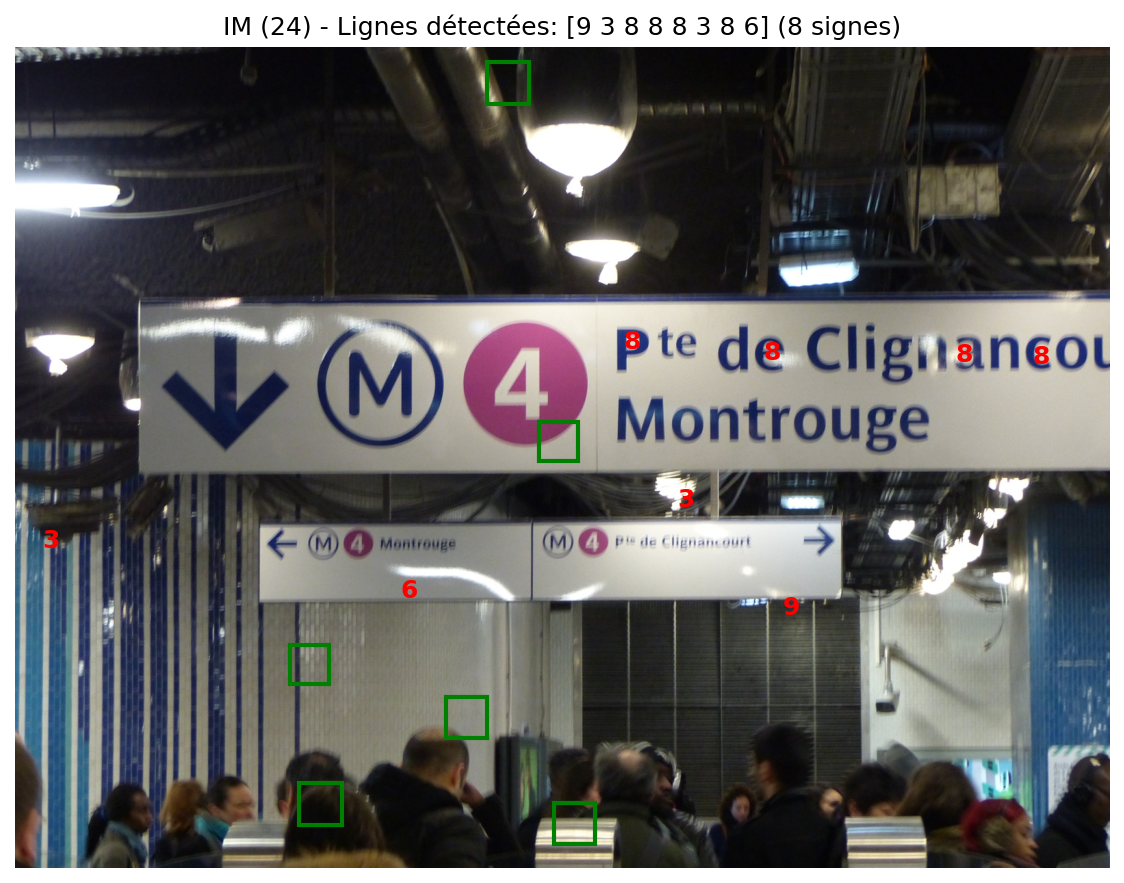 IM (24) - Lignes détectées: [9 3 8 8 8 3 8 6] (8 signes)
M 4 Pte de Clignancou
Montrouge
8 8 8 8
3
3
M 4 Montrouge M 4 Pte de Clignancourt
6
9